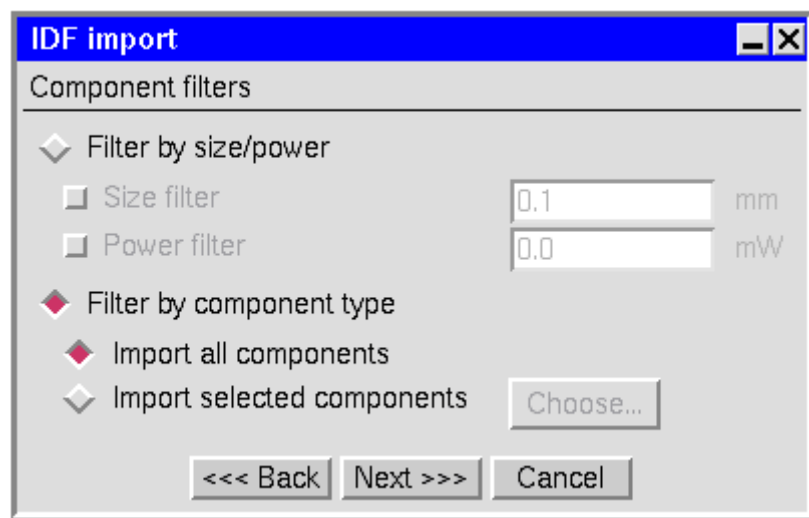 IDF import
Component filters
Filter by size/power
Size filter 0.1 mm
Power filter 0.0 mW
Filter by component type
Import all components
Import selected components Choose...
<<< Back Next >>> Cancel